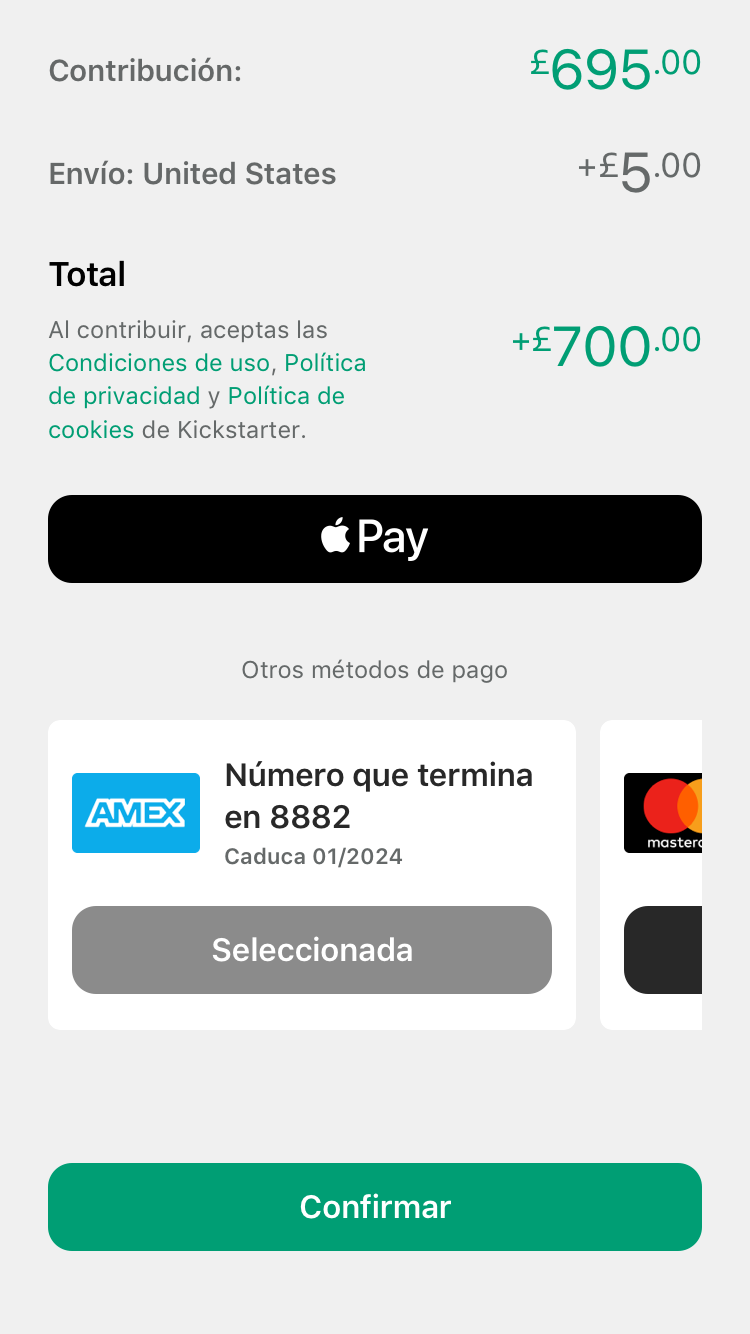 Contribución: £695.00
Envío: United States +£5.00
Total
Al contribuir, aceptas las
Condiciones de uso, Política
de privacidad y Política de
cookies de Kickstarter.
+£700.00
Pay
Otros métodos de pago
AMEX
Número que termina
en 8882
Caduca 01/2024
Seleccionada
Confirmar